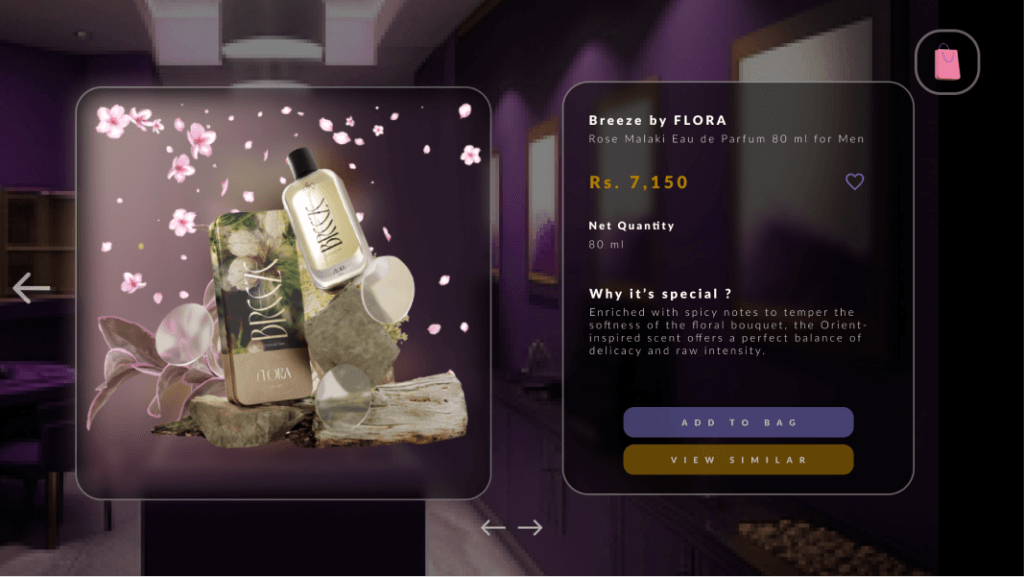 BREEZE
BREEZE
FLORA
Breeze by FLORA
Rose Malaki Eau de Parfum 80 ml for Men
Rs. 7,150
Net Quantity
80 ml
Why it's special ?
Enriched with spicy notes to temper the
softness of the floral bouquet, the Orient-
inspired scent offers a perfect balance of
delicacy and raw intensity.
ADD TO BAG
VIEW SIMILAR